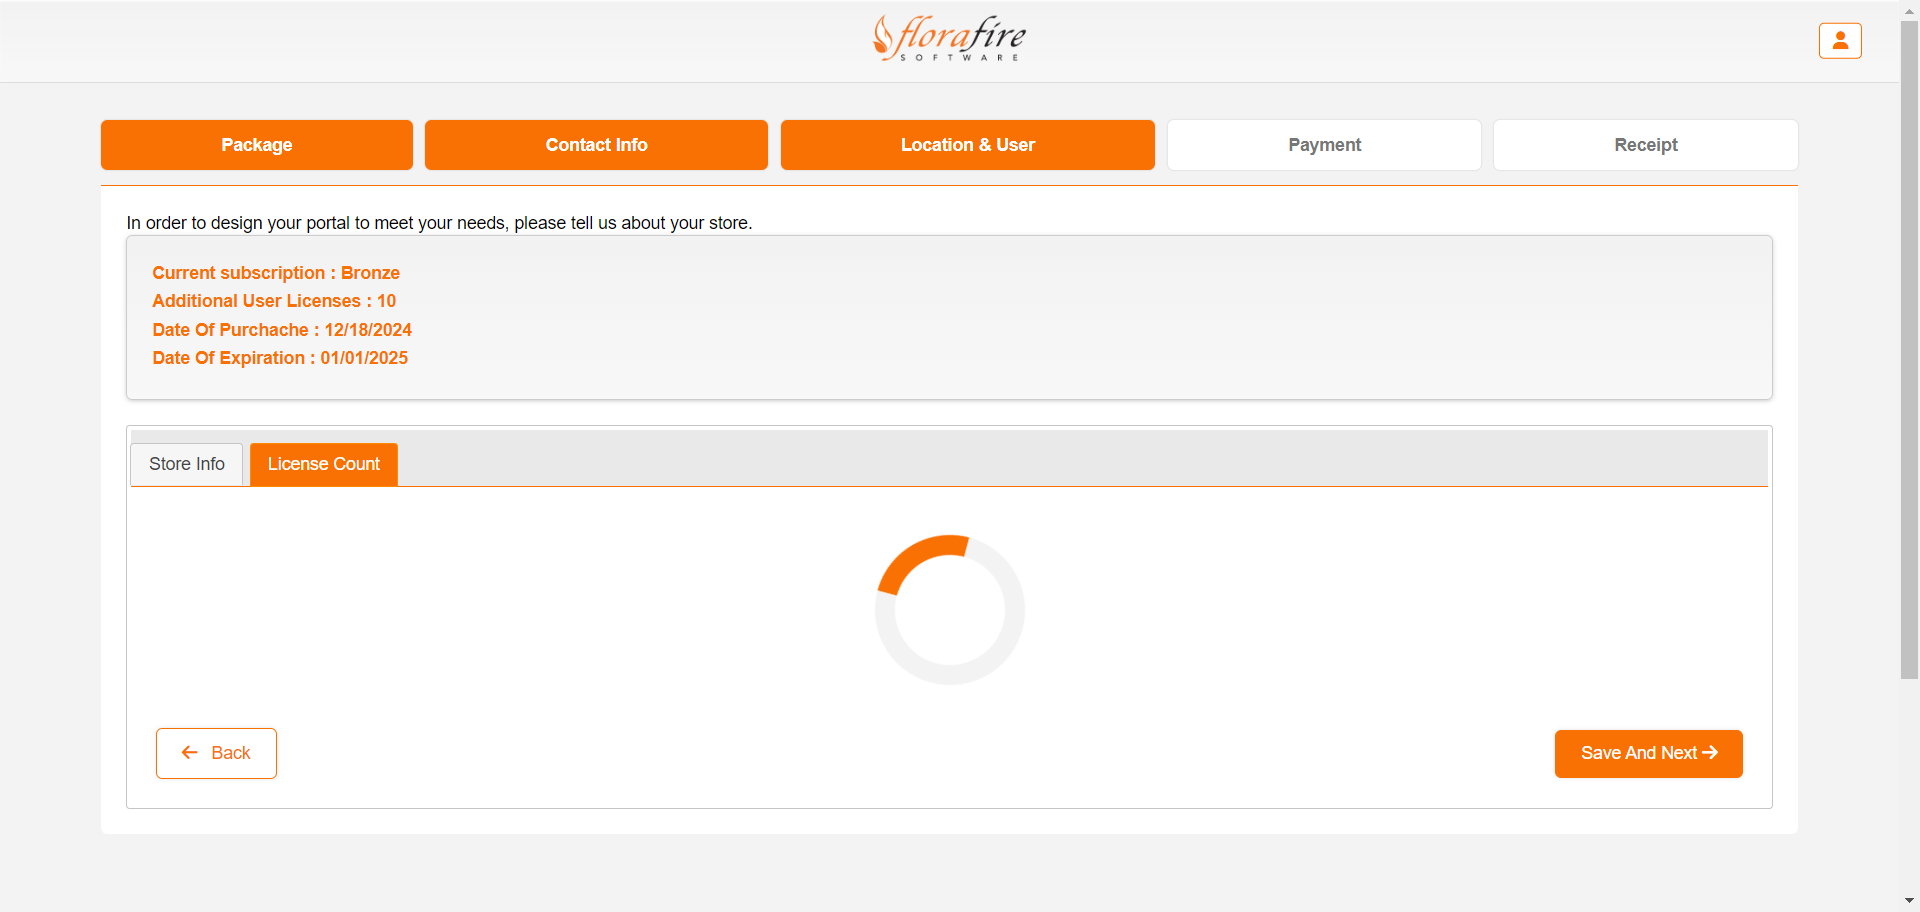 florafire
SOFTWARE
Package
Contact Info
Location & User
Payment
Receipt
In order to design your portal to meet your needs, please tell us about your store.
Current subscription : Bronze
Additional User Licenses : 10
Date Of Purchache : 12/18/2024
Date Of Expiration : 01/01/2025
Store Info
License Count
Back
Save And Next